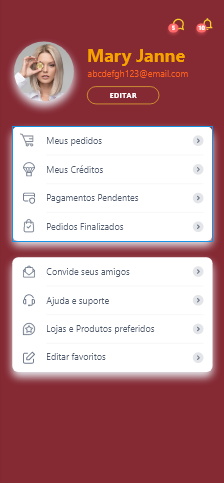 5
10
Mary Janne
abcdefgh123@email.com
EDITAR
Meus pedidos
Meus Créditos
Pagamentos Pendentes
Pedidos Finalizados
Convide seus amigos
Ajuda e suporte
Lojas e Produtos preferidos
Editar favoritos